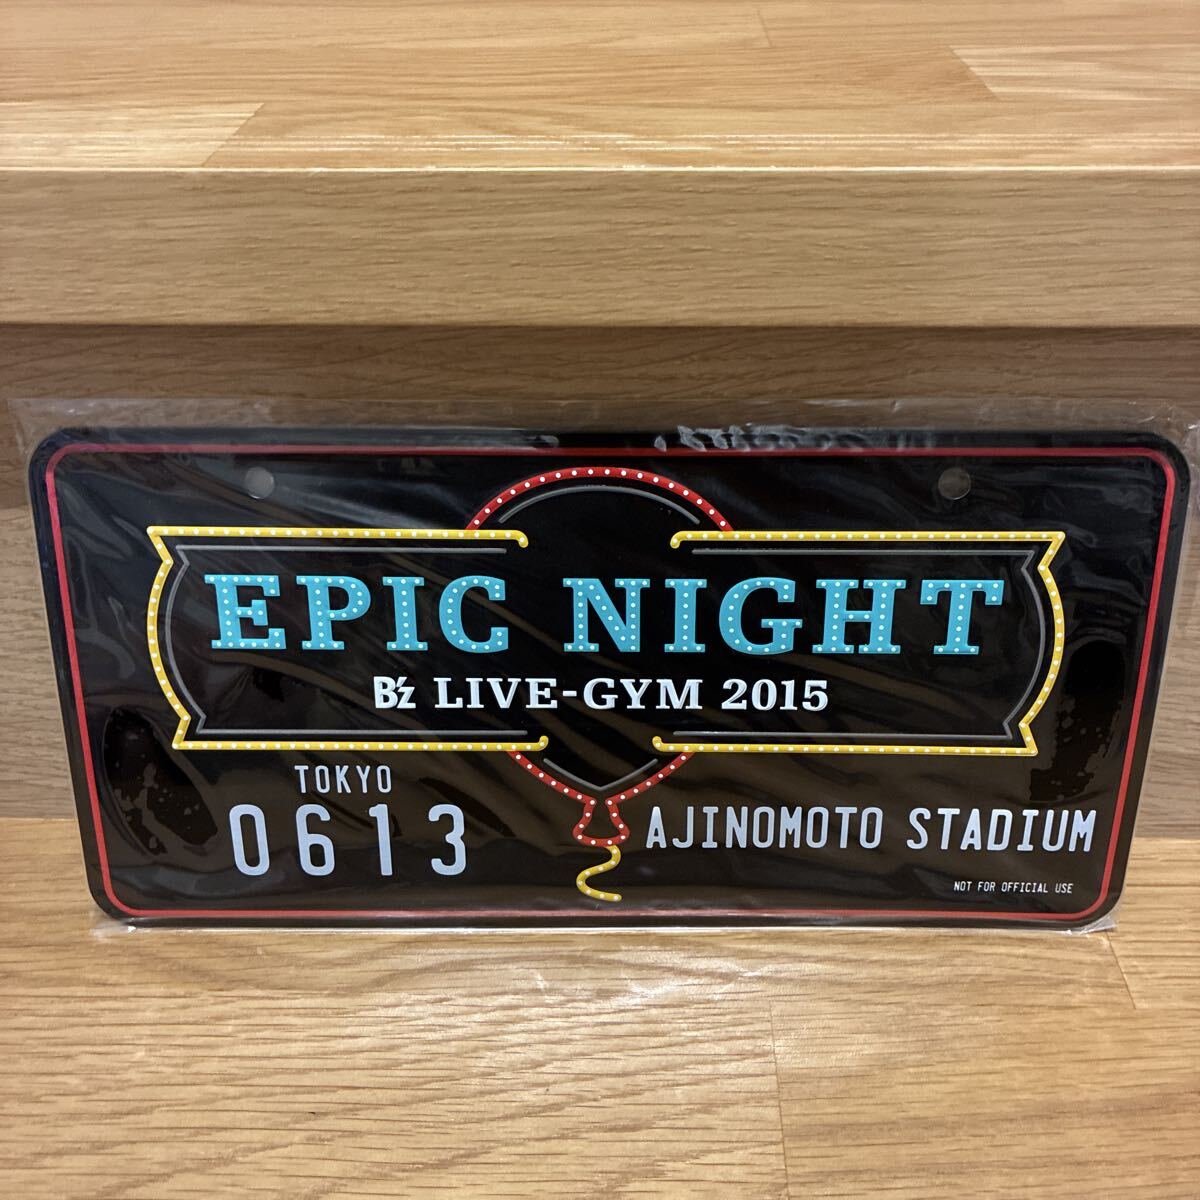 EPIC NIGHT
B'z LIVE-GYM 2015
TOKYO
0613
AJINOMOTO STADIUM
NOT FOR OFFICIAL USE